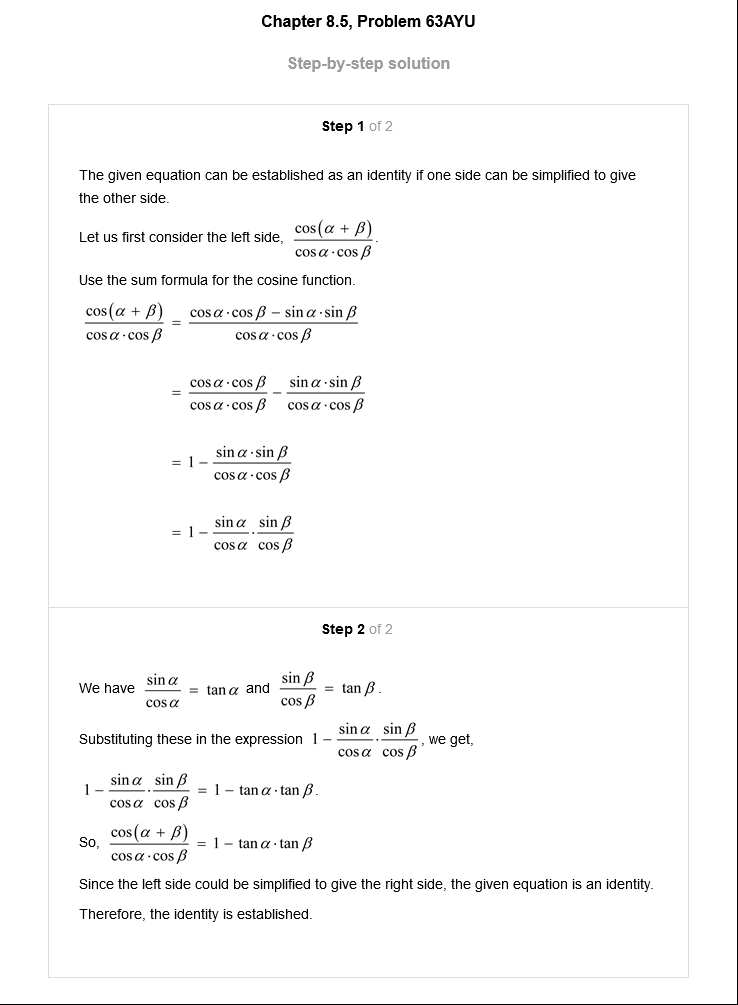 Chapter 8.5, Problem 63AYU
Step-by-step solution
Step 1 of 2
The given equation can be established as an identity if one side can be simplified to give
the other side.
Let us first consider the left side, \frac{\cos(\alpha + \beta)}{\cos\alpha \cdot \cos\beta}.
Use the sum formula for the cosine function.
\frac{\cos(\alpha + \beta)}{\cos\alpha \cdot \cos\beta} = \frac{\cos\alpha \cdot \cos\beta - \sin\alpha \cdot \sin\beta}{\cos\alpha \cdot \cos\beta}
= \frac{\cos\alpha \cdot \cos\beta}{\cos\alpha \cdot \cos\beta} - \frac{\sin\alpha \cdot \sin\beta}{\cos\alpha \cdot \cos\beta}
= 1 - \frac{\sin\alpha \cdot \sin\beta}{\cos\alpha \cdot \cos\beta}
= 1 - \frac{\sin\alpha}{\cos\alpha} \cdot \frac{\sin\beta}{\cos\beta}
Step 2 of 2
We have \frac{\sin\alpha}{\cos\alpha} = \tan\alpha and \frac{\sin\beta}{\cos\beta} = \tan\beta.
Substituting these in the expression 1 - \frac{\sin\alpha}{\cos\alpha} \cdot \frac{\sin\beta}{\cos\beta}, we get,
1 - \frac{\sin\alpha}{\cos\alpha} \cdot \frac{\sin\beta}{\cos\beta} = 1 - \tan\alpha \cdot \tan\beta.
So, \frac{\cos(\alpha + \beta)}{\cos\alpha \cdot \cos\beta} = 1 - \tan\alpha \cdot \tan\beta
Since the left side could be simplified to give the right side, the given equation is an identity.
Therefore, the identity is established.